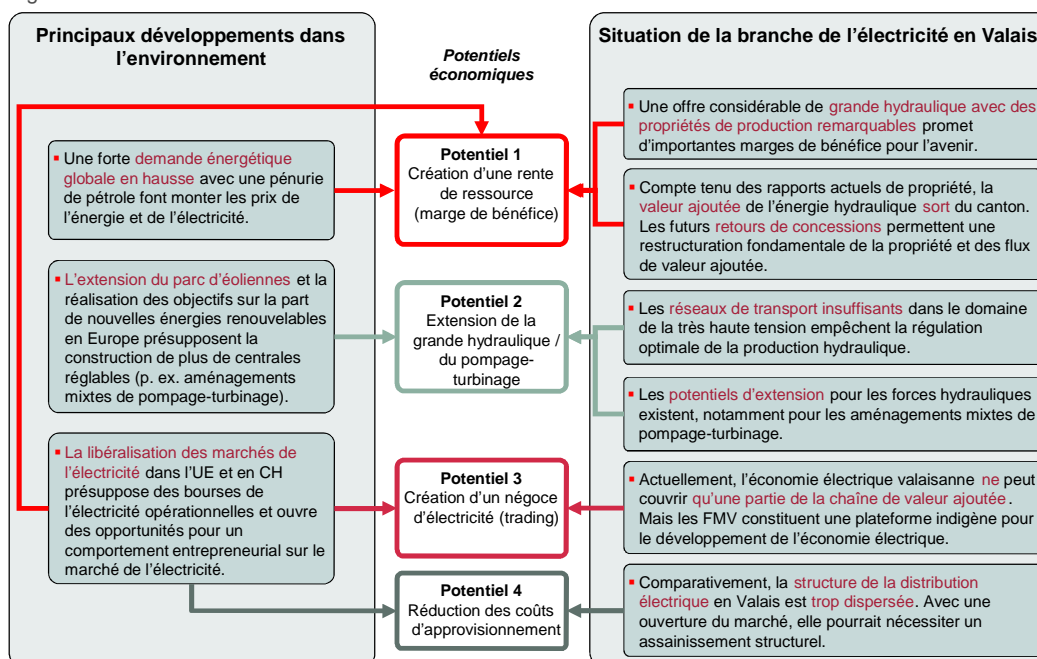 Principaux développements dans
l'environnement
Une forte demande énergétique
globale en hausse avec une pénurie
de pétrole font monter les prix de
l'énergie et de l'électricité.
L'extension du parc d'éoliennes et la
réalisation des objectifs sur la part
de nouvelles énergies renouvelables
en Europe présupposent la
construction de plus de centrales
réglables (p. ex. aménagements
mixtes de pompage-turbinage).
La libéralisation des marchés de
l'électricité dans l'UE et en CH
présuppose des bourses de
l'électricité opérationnelles et ouvre
des opportunités pour un
comportement entrepreneurial sur le
marché de l'électricité.
Potentiels
économiques
Potentiel 1
Création d'une rente
de ressource
(marge de bénéfice)
Potentiel 2
Extension de la
grande hydraulique /
du pompage-
turbinage
Potentiel 3
Création d'un négoce
d'électricité (trading)
Potentiel 4
Réduction des coûts
d'approvisionnement
Situation de la branche de l'électricité en Valais
Une offre considérable de grande hydraulique avec des
propriétés de production remarquables promet
d'importantes marges de bénéfice pour l'avenir.
Compte tenu des rapports actuels de propriété, la
valeur ajoutée de l'énergie hydraulique sort du canton.
Les futurs retours de concessions permettent une
restructuration fondamentale de la propriété et des flux
de valeur ajoutée.
Les réseaux de transport insuffisants dans le domaine
de la très haute tension empêchent la régulation
optimale de la production hydraulique.
Les potentiels d'extension pour les forces hydrauliques
existent, notamment pour les aménagements mixtes de
pompage-turbinage.
Actuellement, l'économie électrique valaisanne ne peut
couvrir qu'une partie de la chaîne de valeur ajoutée.
Mais les FMV constituent une plateforme indigène pour
le développement de l'économie électrique.
Comparativement, la structure de la distribution
électrique en Valais est trop dispersée. Avec une
ouverture du marché, elle pourrait nécessiter un
assainissement structurel.